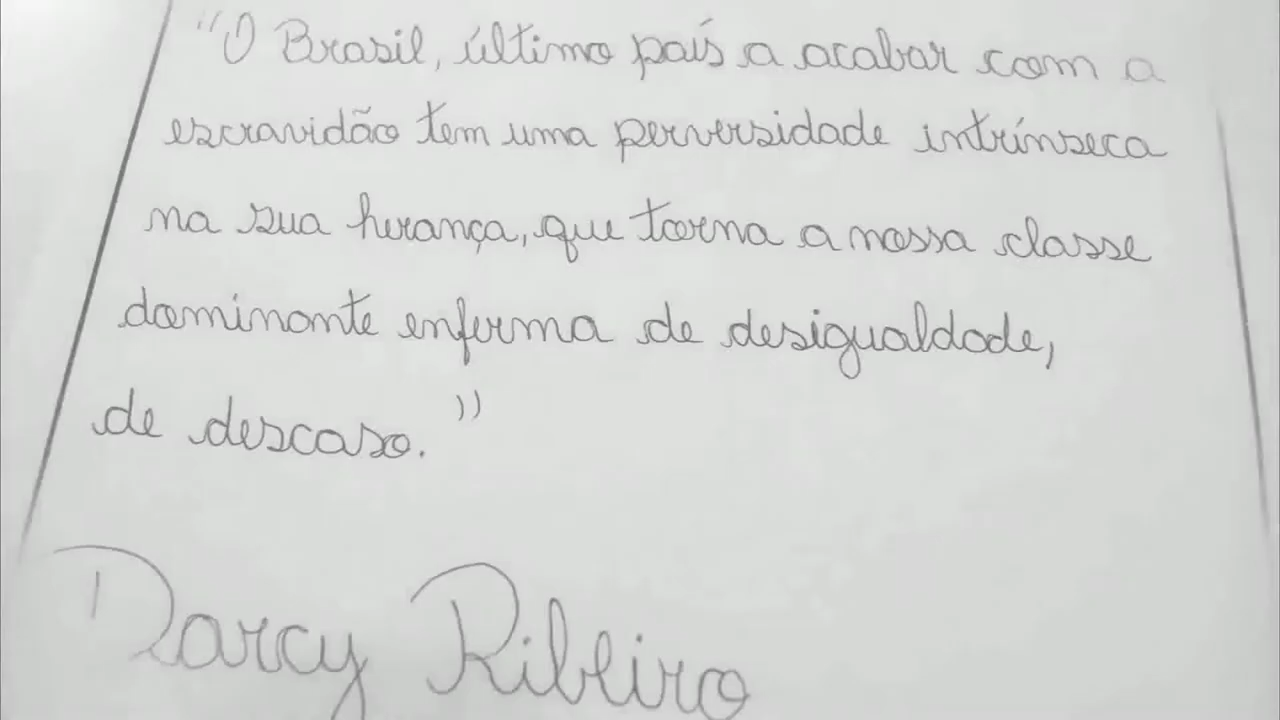 "O Brasil, último país a acabar com a
escravidão tem uma perversidade intrínseca
na sua herança, que torna a nossa classe
dominante enferma de desigualdade,
de descaso."
Darcy Ribeiro